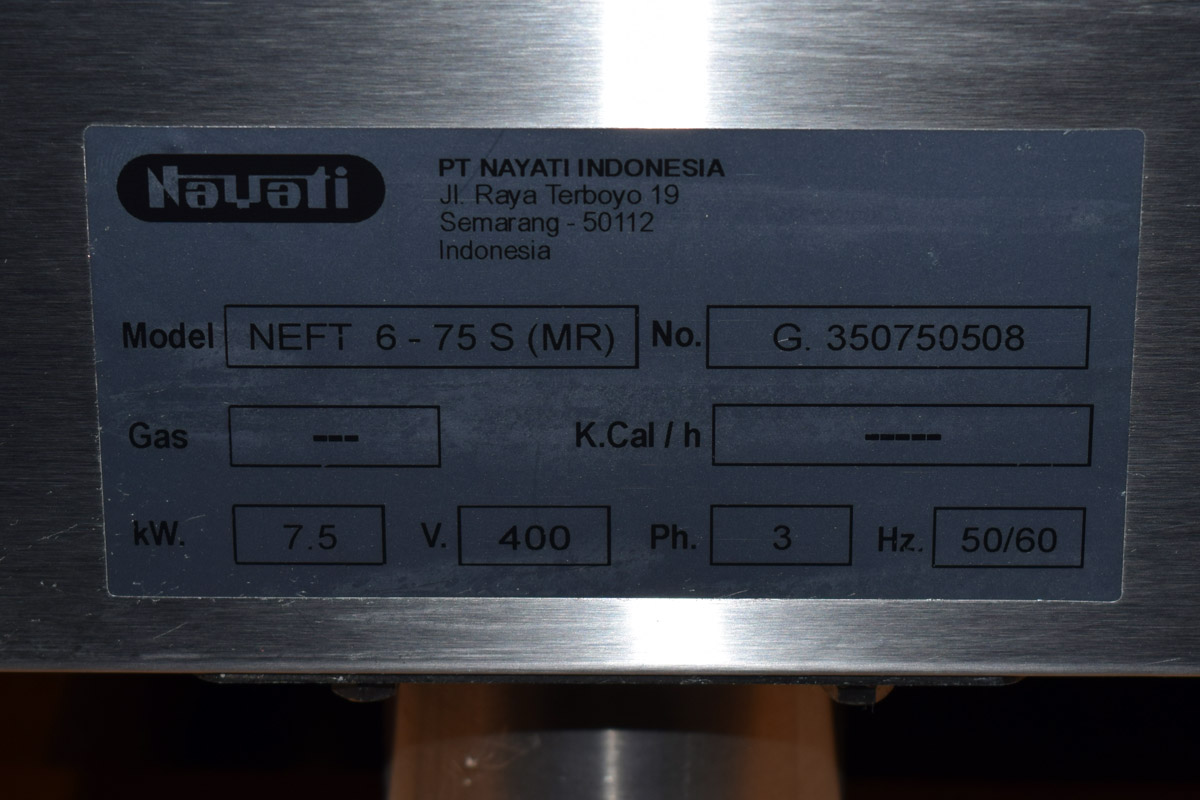 Nayati
PT NAYATI INDONESIA
Jl. Raya Terboyo 19
Semarang - 50112
Indonesia
Model NEFT 6 - 75 S (MR) No. G. 350750508
Gas --- K.Cal / h -----
kW. 7.5 V. 400 Ph. 3 Hz. 50/60